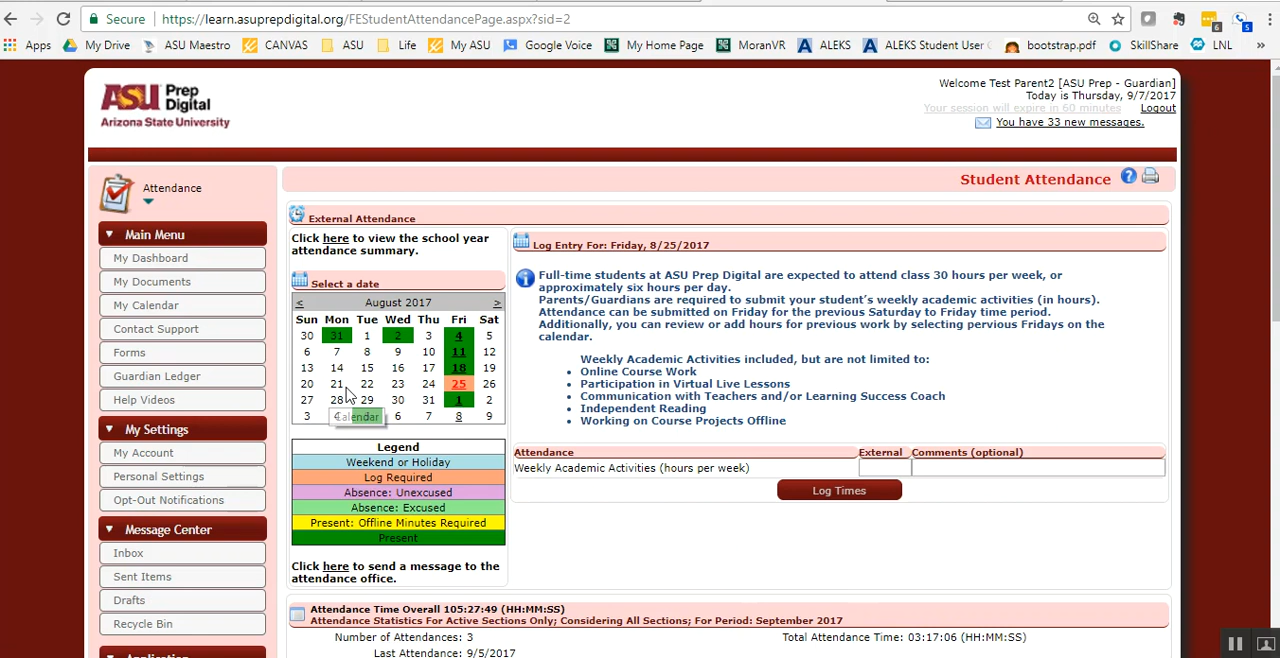 Secure https://learn.asuprepdigital.org/FEStudentAttendancePage.aspx?sid=2
6 5
Apps My Drive ASU Maestro CANVAS ASU Life My ASU Google Voice My Home Page MoranVR ALEKS ALEKS Student User bootstrap.pdf SkillShare LNL »
ASU Prep Digital
Arizona State University
Welcome Test Parent2 [ASU Prep - Guardian]
Today is Thursday, 9/7/2017
Your session will expire in 60 minutes Logout
You have 33 new messages.
Attendance
Student Attendance
Main Menu
My Dashboard
My Documents
My Calendar
Contact Support
Forms
Guardian Ledger
Help Videos
My Settings
My Account
Personal Settings
Opt-Out Notifications
Message Center
Inbox
Sent Items
Drafts
Recycle Bin
Application
External Attendance
Click here to view the school year
attendance summary.
Select a date
< August 2017 >
Sun Mon Tue Wed Thu Fri Sat
30 31 1 2 3 4 5
6 7 8 9 10 11 12
13 14 15 16 17 18 19
20 21 22 23 24 25 26
27 28 29 30 31 1 2
3 Calendar 6 7 8 9
Legend
Weekend or Holiday
Log Required
Absence: Unexcused
Absence: Excused
Present: Offline Minutes Required
Present
Click here to send a message to the
attendance office.
Log Entry For: Friday, 8/25/2017
Full-time students at ASU Prep Digital are expected to attend class 30 hours per week, or
approximately six hours per day.
Parents/Guardians are required to submit your student's weekly academic activities (in hours).
Attendance can be submitted on Friday for the previous Saturday to Friday time period.
Additionally, you can review or add hours for previous work by selecting pervious Fridays on the
calendar.
Weekly Academic Activities included, but are not limited to:
• Online Course Work
• Participation in Virtual Live Lessons
• Communication with Teachers and/or Learning Success Coach
• Independent Reading
• Working on Course Projects Offline
Attendance External Comments (optional)
Weekly Academic Activities (hours per week)
Log Times
Attendance Time Overall 105:27:49 (HH:MM:SS)
Attendance Statistics For Active Sections Only; Considering All Sections; For Period: September 2017
Number of Attendances: 3 Total Attendance Time: 03:17:06 (HH:MM:SS)
Last Attendance: 9/5/2017